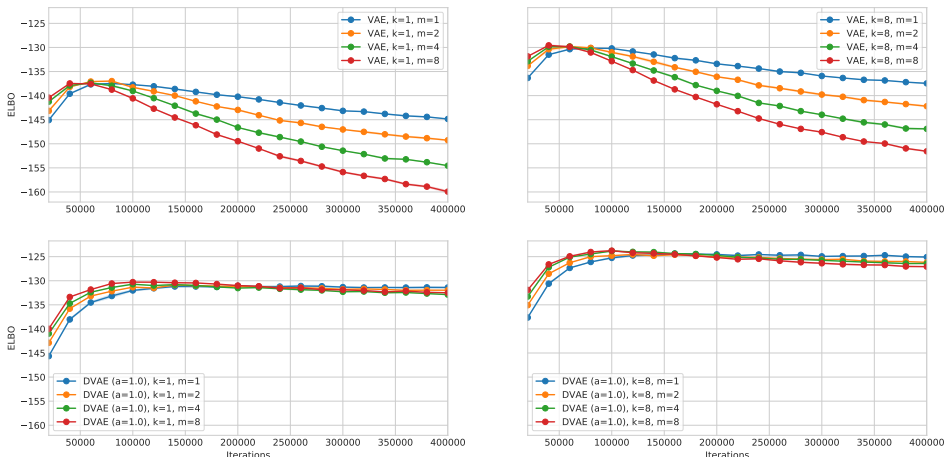 −125
−130
−135
−140
−145
−150
−155
−160
ELBO
VAE, k=1, m=1
VAE, k=1, m=2
VAE, k=1, m=4
VAE, k=1, m=8
50000 100000 150000 200000 250000 300000 350000 400000
−125
−130
−135
−140
−145
−150
−155
−160
VAE, k=8, m=1
VAE, k=8, m=2
VAE, k=8, m=4
VAE, k=8, m=8
50000 100000 150000 200000 250000 300000 350000 400000
−125
−130
−135
−140
−145
−150
−155
−160
ELBO
DVAE (a=1.0), k=1, m=1
DVAE (a=1.0), k=1, m=2
DVAE (a=1.0), k=1, m=4
DVAE (a=1.0), k=1, m=8
50000 100000 150000 200000 250000 300000 350000 400000
Iterations
−125
−130
−135
−140
−145
−150
−155
−160
DVAE (a=1.0), k=8, m=1
DVAE (a=1.0), k=8, m=2
DVAE (a=1.0), k=8, m=4
DVAE (a=1.0), k=8, m=8
50000 100000 150000 200000 250000 300000 350000 400000
Iterations